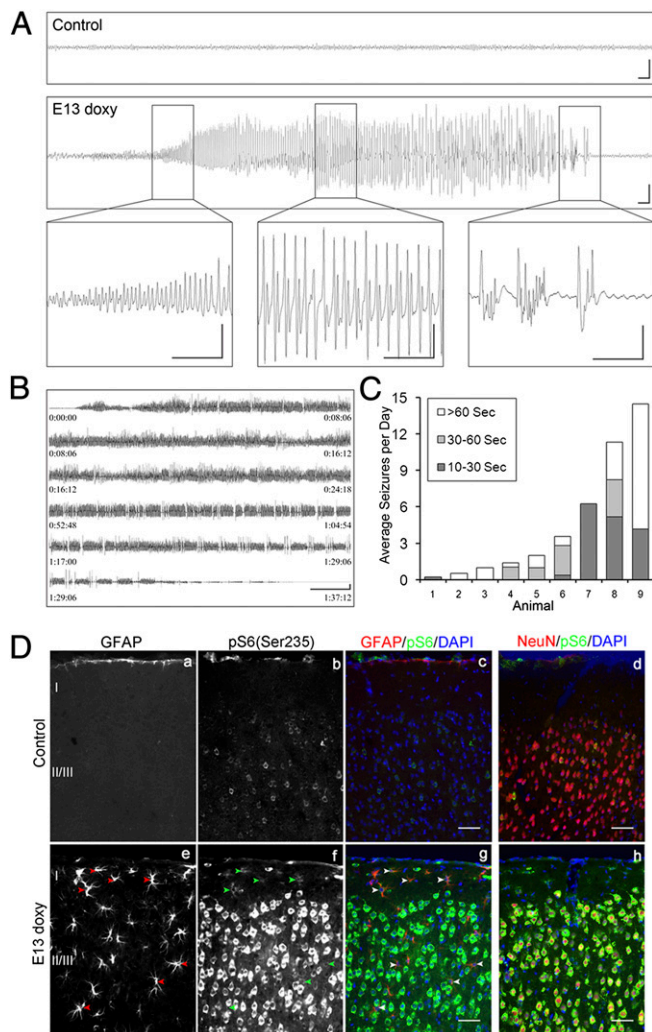 A
Control
E13 doxy
B
0:00:00 0:08:06
0:08:06 0:16:12
0:16:12 0:24:18
0:52:48 1:04:54
1:17:00 1:29:06
1:29:06 1:37:12
C
Average Seizures per Day
15
12
9
6
3
0
>60 Sec
30-60 Sec
10-30 Sec
1 2 3 4 5 6 7 8 9
Animal
D
GFAP pS6(Ser235) GFAP/pS6/DAPI NeuN/pS6/DAPI
Control
a b c d
I
II/III
E13 doxy
e f g h
I
II/III